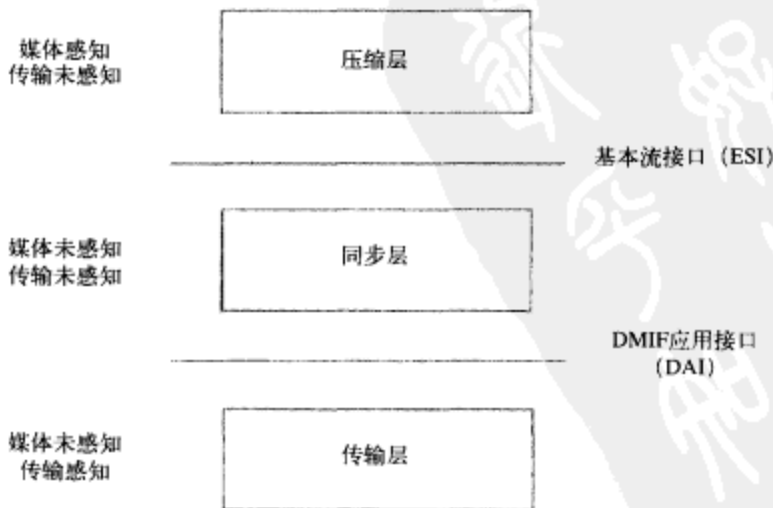 媒体感知
传输未感知
压缩层
基本流接口（ESI）
媒体未感知
传输未感知
同步层
DMIF应用接口
（DAI）
媒体未感知
传输感知
传输层